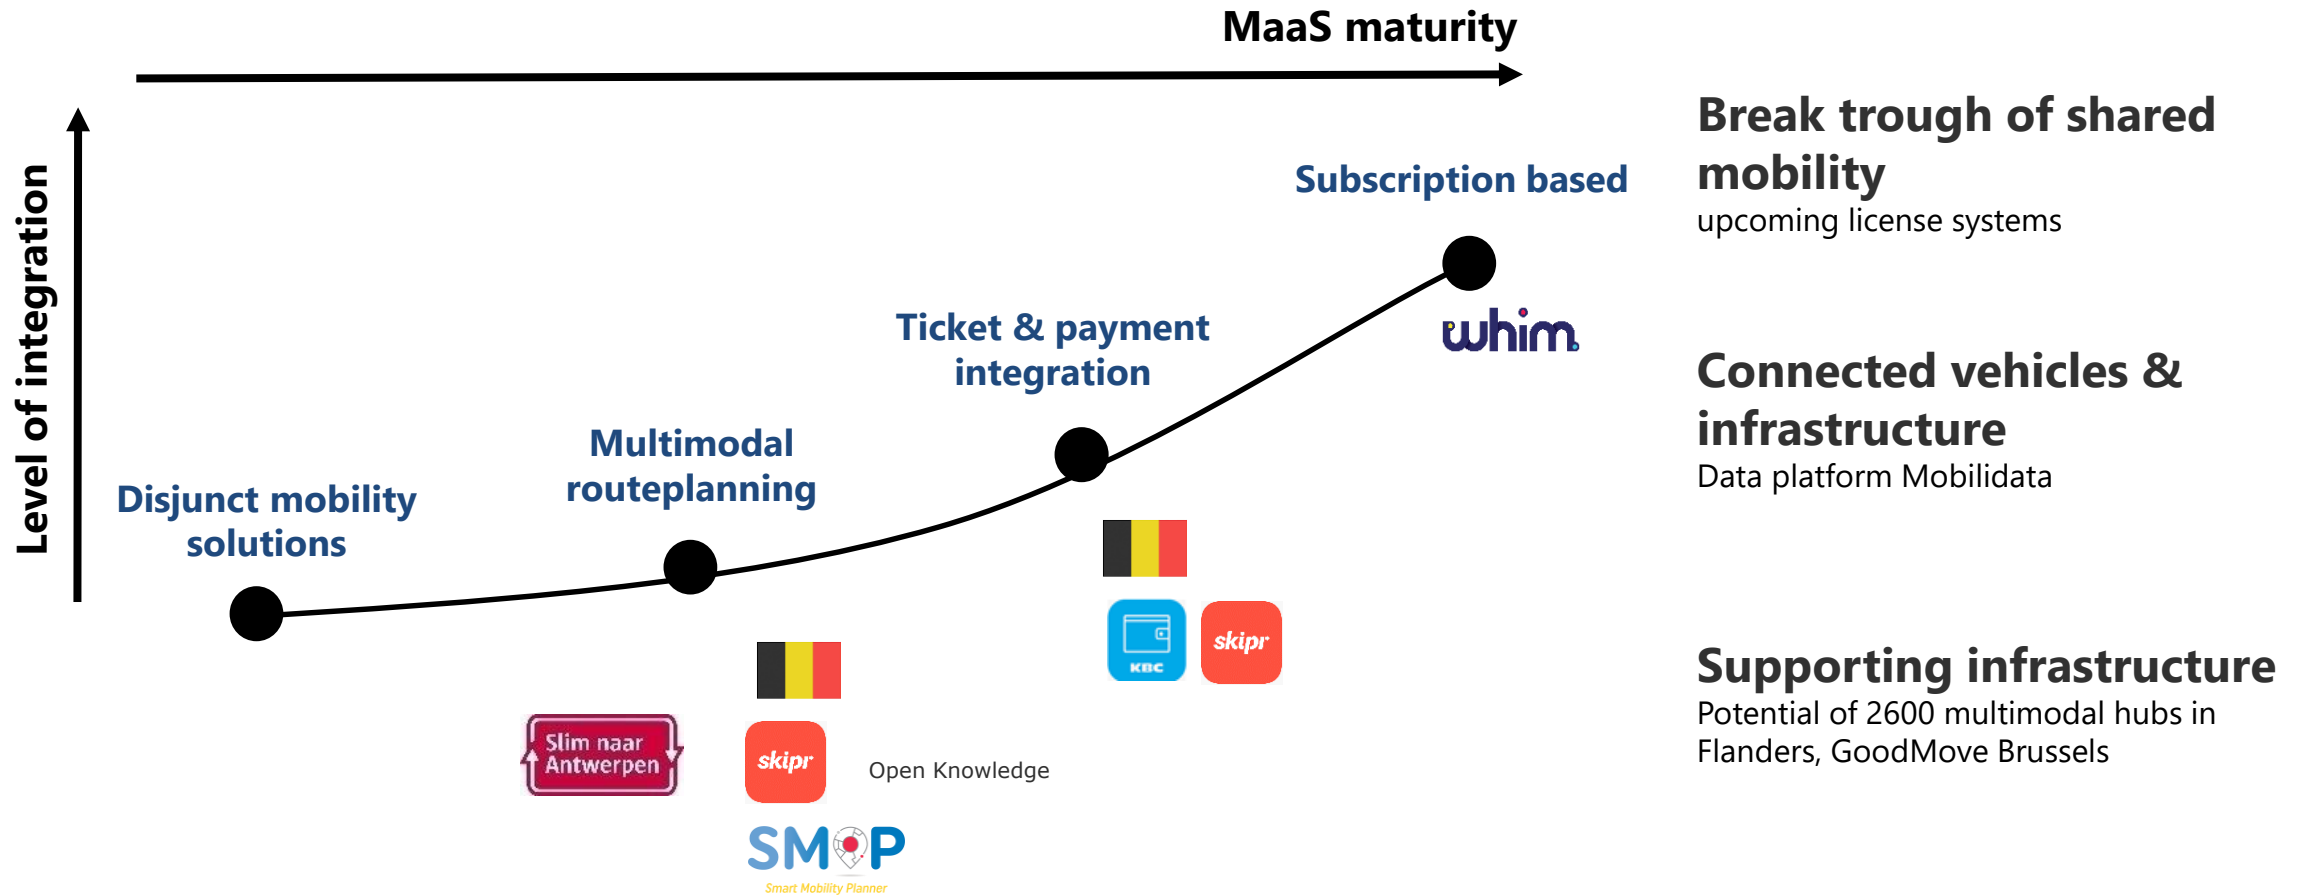 MaaS maturity
Level of integration
Disjunct mobility
solutions
Multimodal
routeplanning
Ticket & payment
integration
Subscription based
whim
KBC
skipr
Slim naar
Antwerpen
skipr
Open Knowledge
SMOP
Smart Mobility Planner
Break trough of shared
mobility
upcoming license systems
Connected vehicles &
infrastructure
Data platform Mobilidata
Supporting infrastructure
Potential of 2600 multimodal hubs in
Flanders, GoodMove Brussels